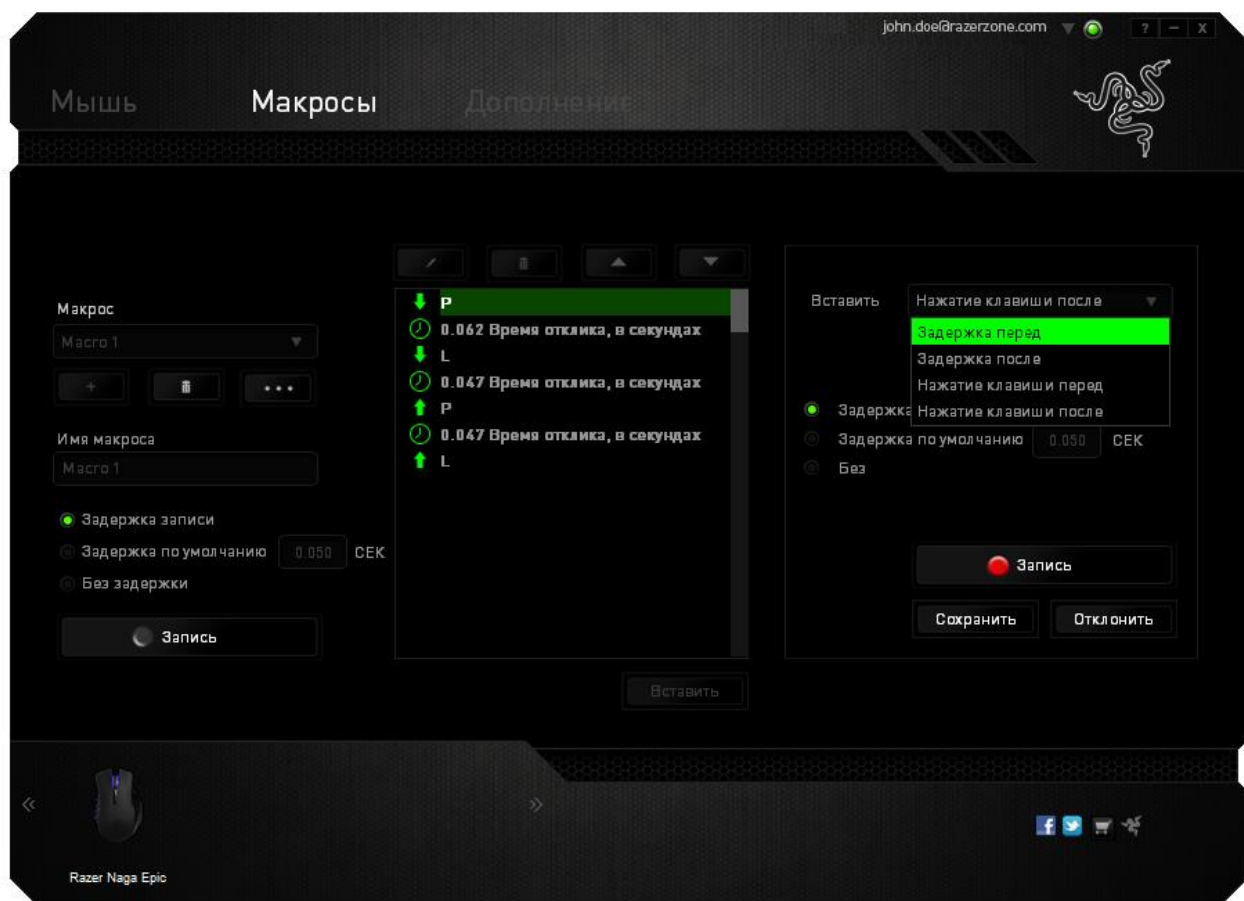 john.doe@razerzone.com
? – X
Мышь Макросы Дополнение
Макрос
Macro 1
+
Имя макроса
Macro 1
Задержка записи
Задержка по умолчанию 0.050 СЕК
Без задержки
Запись
P
0.062 Время отклика, в секундах
L
0.047 Время отклика, в секундах
P
0.047 Время отклика, в секундах
L
Вставить
Вставить Нажатие клавиши после
Задержка перед
Задержка после
Нажатие клавиши перед
Нажатие клавиши после
Задержка
Задержка по умолчанию 0.050 СЕК
Без
Запись
Сохранить Отклонить
Razer Naga Epic